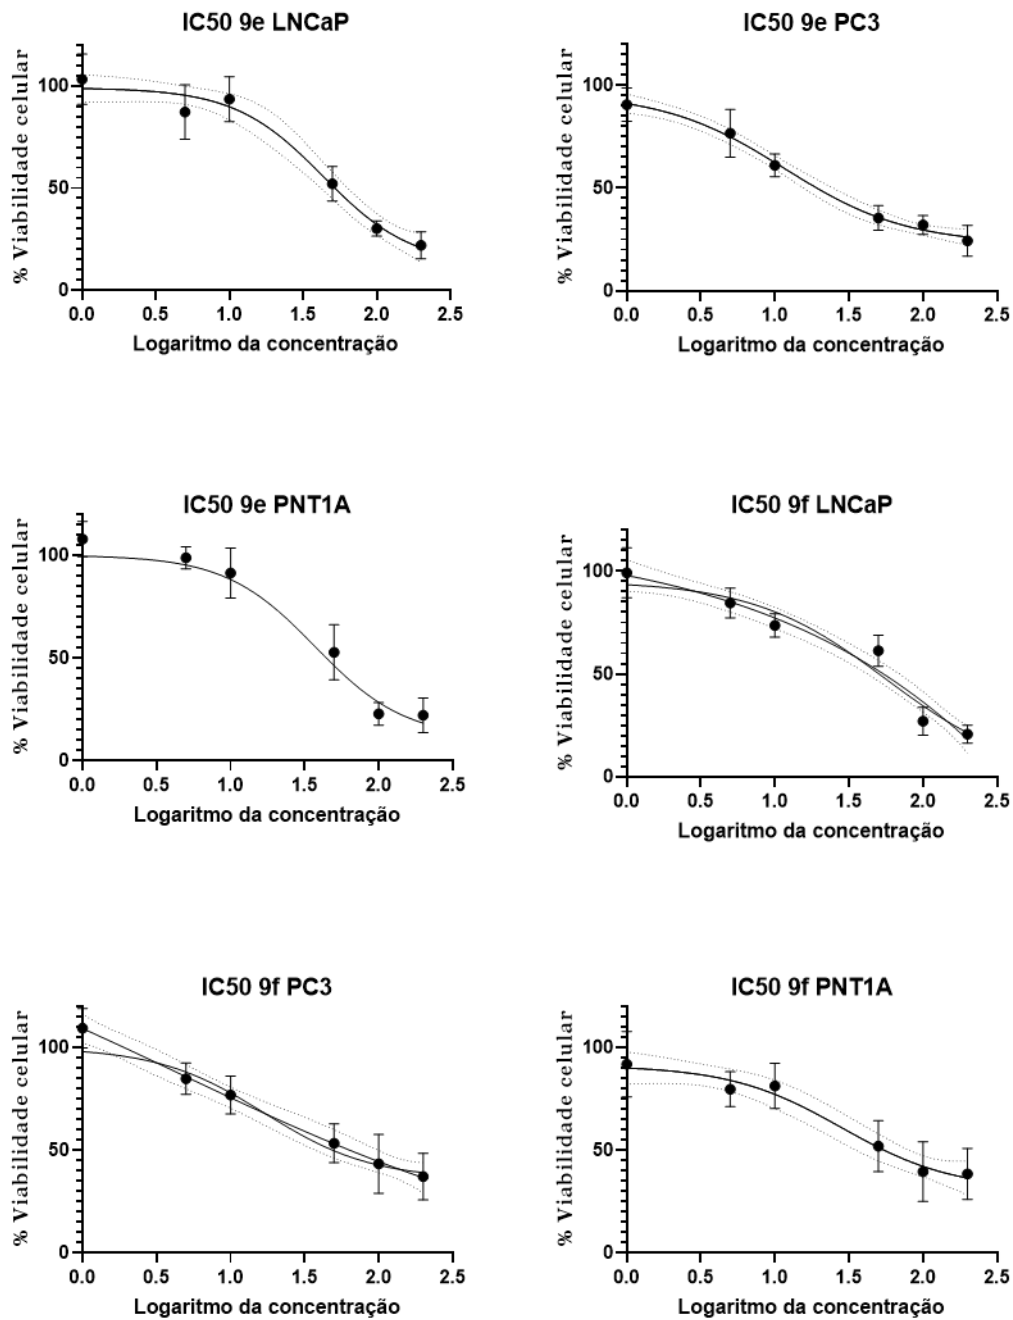 IC50 9e LNCaP
% Viabilidade celular
100
50
0
0.0 0.5 1.0 1.5 2.0 2.5
Logaritmo da concentração
IC50 9e PC3
% Viabilidade celular
100
50
0
0.0 0.5 1.0 1.5 2.0 2.5
Logaritmo da concentração
IC50 9e PNT1A
% Viabilidade celular
100
50
0
0.0 0.5 1.0 1.5 2.0 2.5
Logaritmo da concentração
IC50 9f LNCaP
% Viabilidade celular
100
50
0
0.0 0.5 1.0 1.5 2.0 2.5
Logaritmo da concentração
IC50 9f PC3
% Viabilidade celular
100
50
0
0.0 0.5 1.0 1.5 2.0 2.5
Logaritmo da concentração
IC50 9f PNT1A
% Viabilidade celular
100
50
0
0.0 0.5 1.0 1.5 2.0 2.5
Logaritmo da concentração